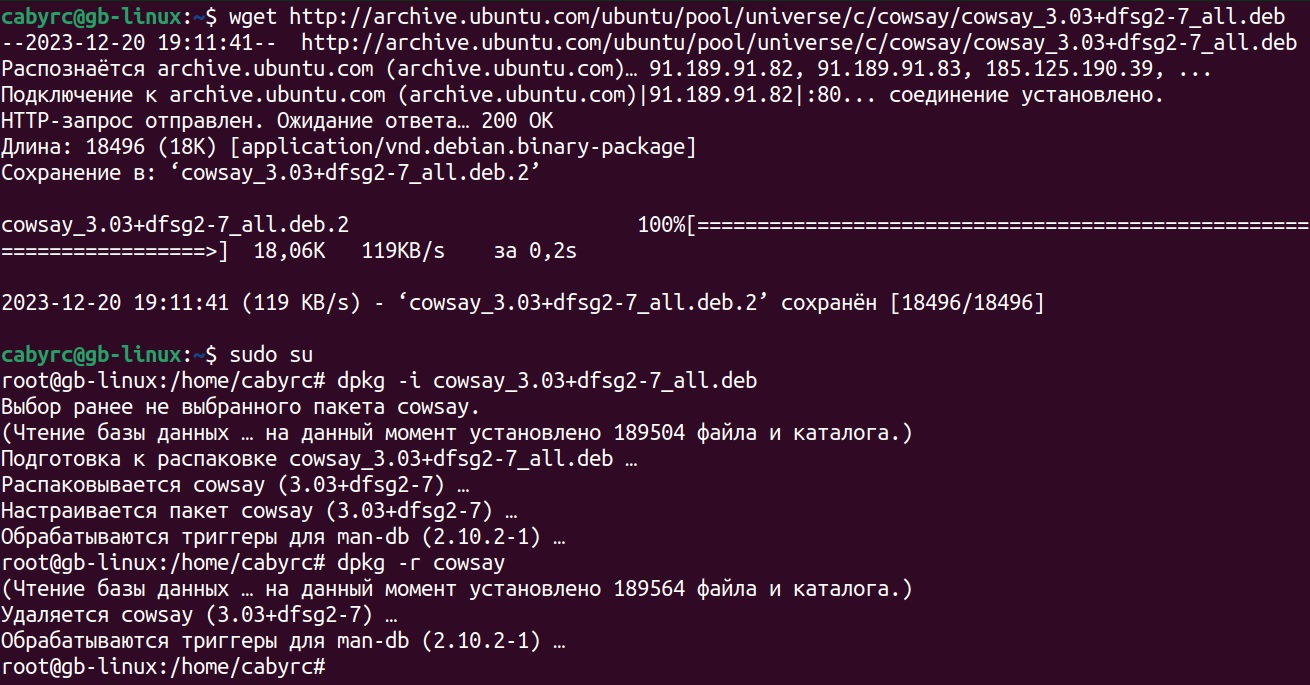 cabyrc@gb-linux:~$ wget http://archive.ubuntu.com/ubuntu/pool/universe/c/cowsay/cowsay_3.03+dfsg2-7_all.deb
--2023-12-20 19:11:41--  http://archive.ubuntu.com/ubuntu/pool/universe/c/cowsay/cowsay_3.03+dfsg2-7_all.deb
Распознаётся archive.ubuntu.com (archive.ubuntu.com)… 91.189.91.82, 91.189.91.83, 185.125.190.39, ...
Подключение к archive.ubuntu.com (archive.ubuntu.com)|91.189.91.82|:80... соединение установлено.
HTTP-запрос отправлен. Ожидание ответа… 200 OK
Длина: 18496 (18K) [application/vnd.debian.binary-package]
Сохранение в: ‘cowsay_3.03+dfsg2-7_all.deb.2’
cowsay_3.03+dfsg2-7_all.deb.2                        100%[===================================================
=================>]  18,06K   119KB/s    за 0,2s
2023-12-20 19:11:41 (119 KB/s) - ‘cowsay_3.03+dfsg2-7_all.deb.2’ сохранён [18496/18496]
cabyrc@gb-linux:~$ sudo su
root@gb-linux:/home/cabyrc# dpkg -i cowsay_3.03+dfsg2-7_all.deb
Выбор ранее не выбранного пакета cowsay.
(Чтение базы данных … на данный момент установлено 189504 файла и каталога.)
Подготовка к распаковке cowsay_3.03+dfsg2-7_all.deb …
Распаковывается cowsay (3.03+dfsg2-7) …
Настраивается пакет cowsay (3.03+dfsg2-7) …
Обрабатываются триггеры для man-db (2.10.2-1) …
root@gb-linux:/home/cabyrc# dpkg -r cowsay
(Чтение базы данных … на данный момент установлено 189564 файла и каталога.)
Удаляется cowsay (3.03+dfsg2-7) …
Обрабатываются триггеры для man-db (2.10.2-1) …
root@gb-linux:/home/cabyrc#